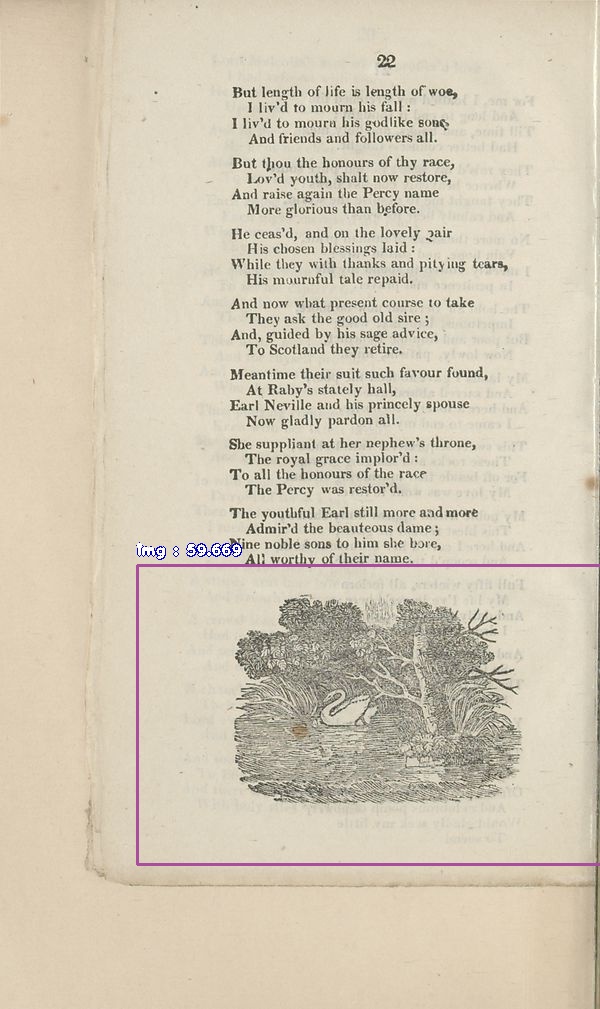 22
But length of life is length of woe,
I liv'd to mourn his fall :
I liv'd to mourn his godlike sons,
And friends and followers all.
But thou the honours of thy race,
Lov'd youth, shalt now restore,
And raise again the Percy name
More glorious than before.
He ceas'd, and on the lovely pair
His chosen blessings laid :
While they with thanks and pitying tears,
His mournful tale repaid.
And now what present course to take
They ask the good old sire ;
And, guided by his sage advice,
To Scotland they retire.
Meantime their suit such favour found,
At Raby's stately hall,
Earl Neville and his princely spouse
Now gladly pardon all.
She suppliant at her nephew's throne,
The royal grace implor'd :
To all the honours of the race
The Percy was restor'd.
The youthful Earl still more and more
Admir'd the beauteous dame ;
img : 59.669
Nine noble sons to him she bore,
All worthy of their name.